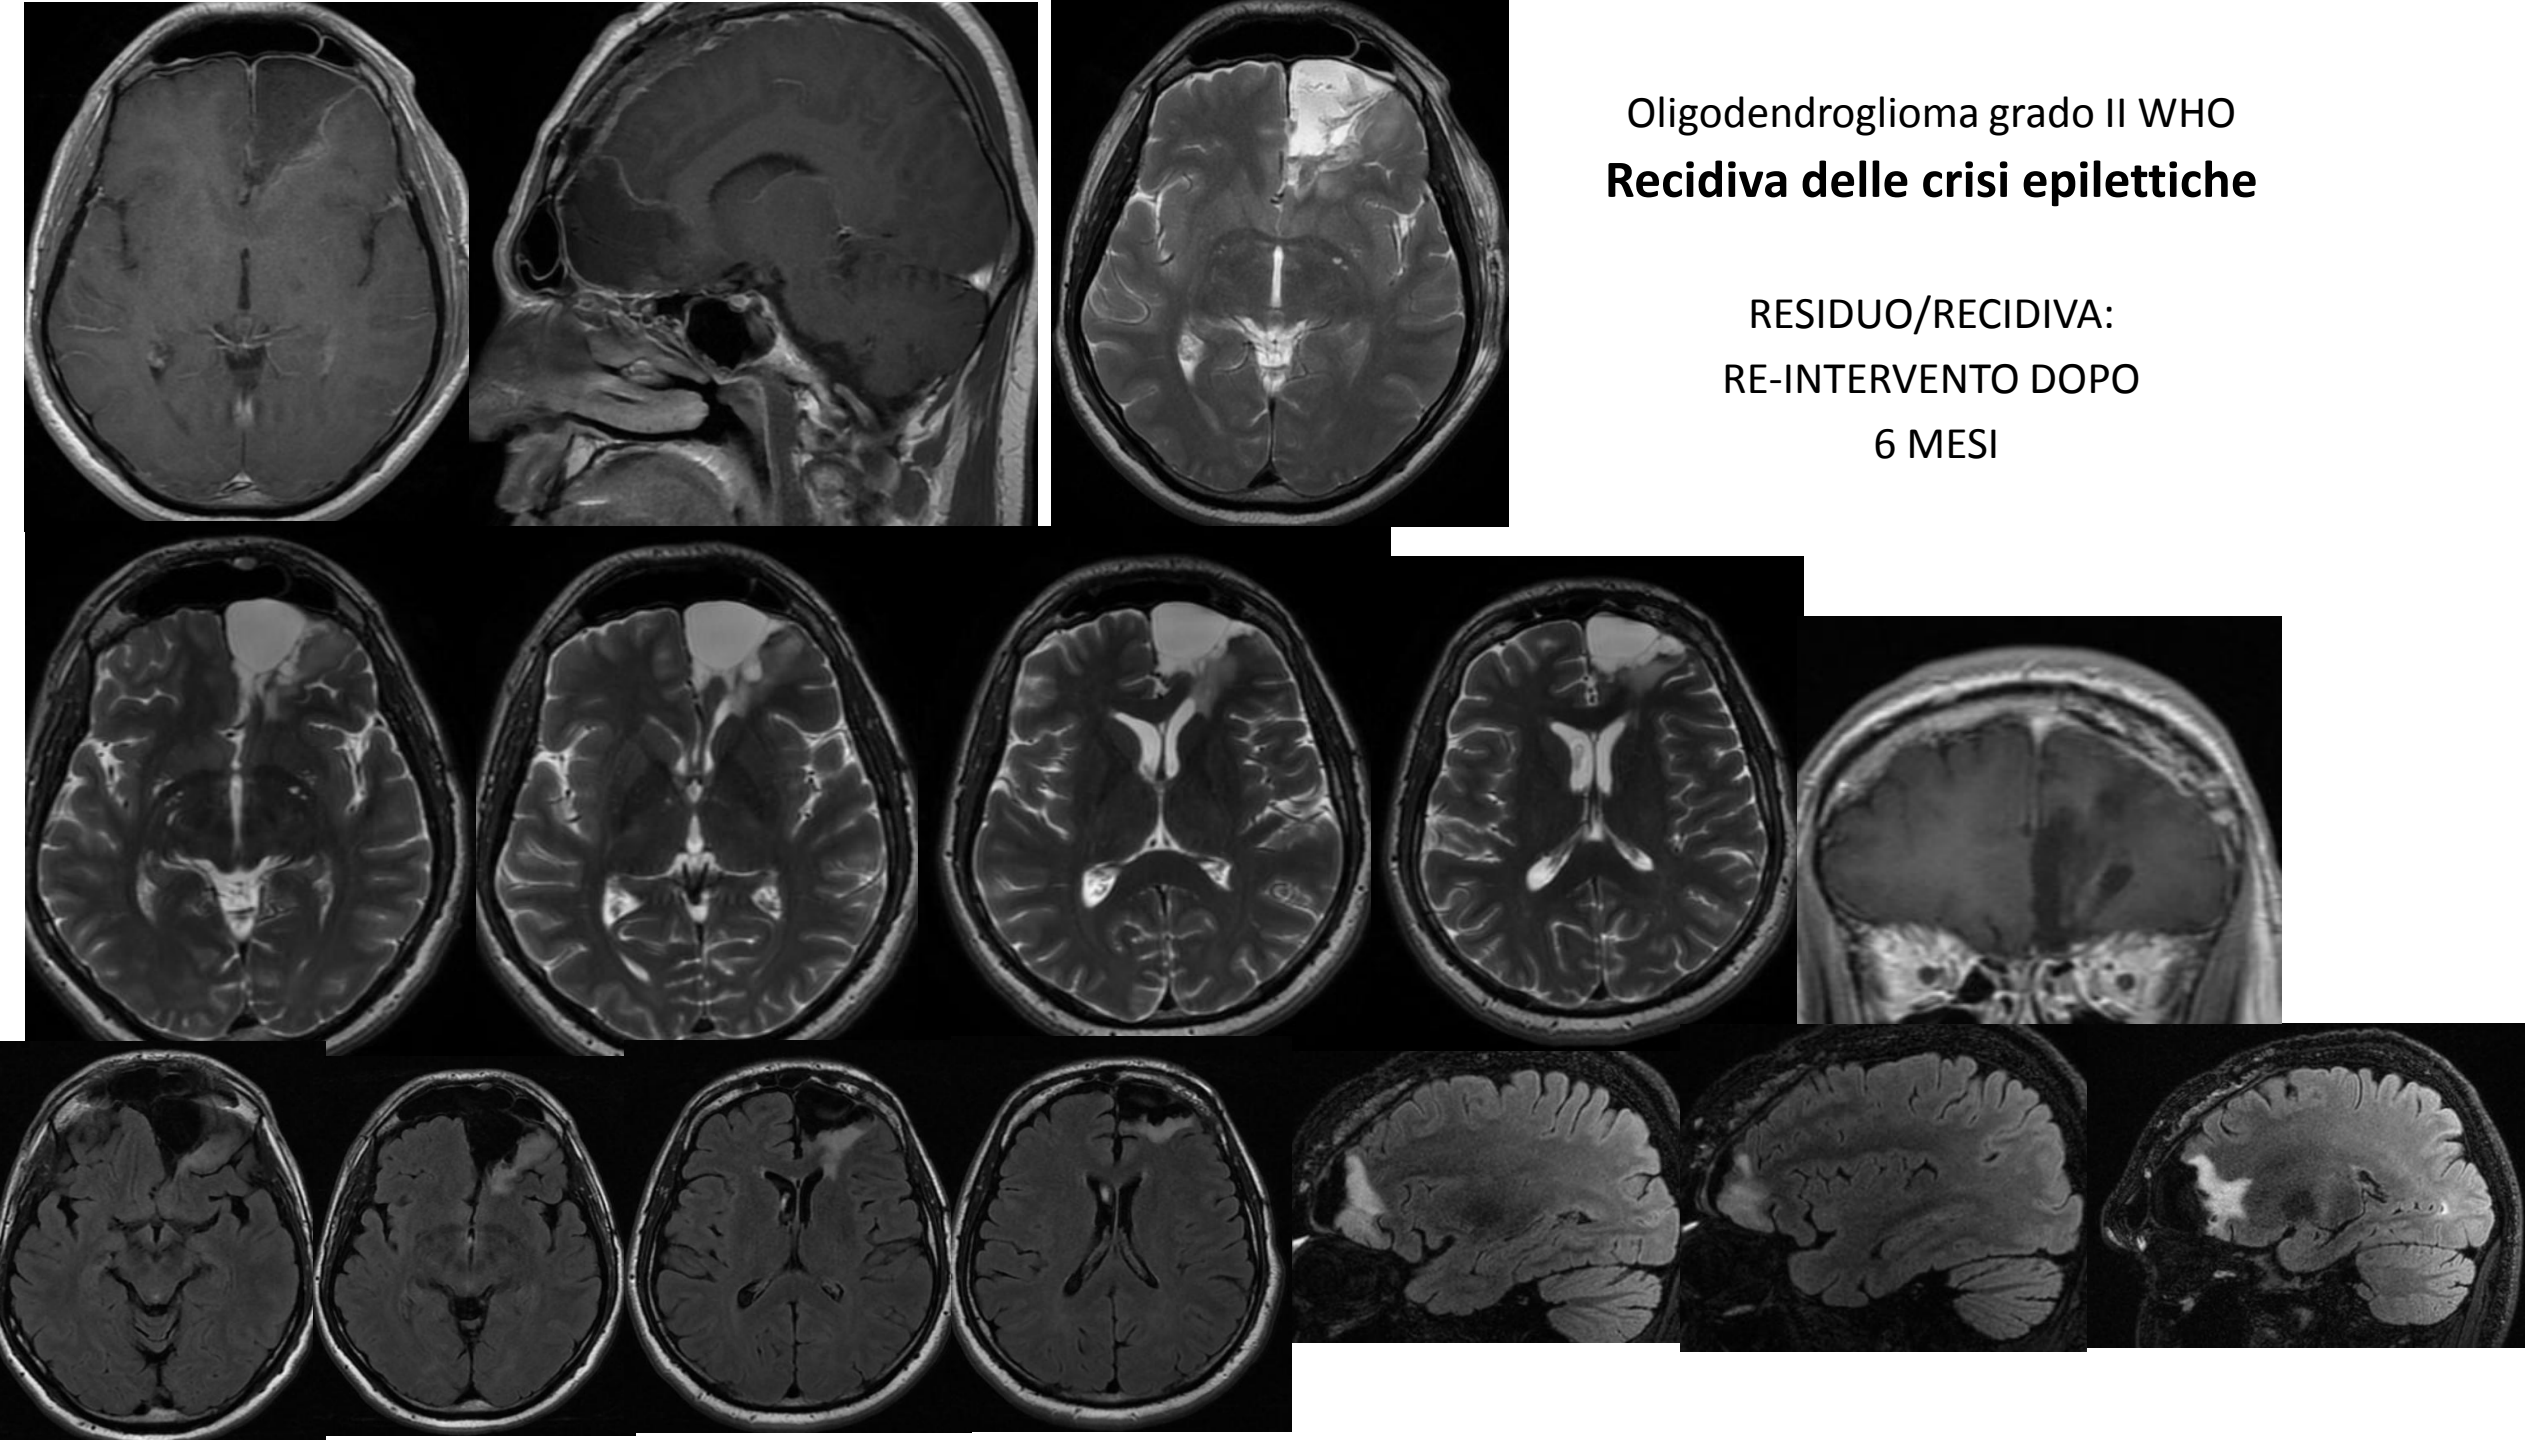 Oligodendroglioma grado II WHO
Recidiva delle crisi epilettiche
RESIDUO/RECIDIVA:
RE-INTERVENTO DOPO
6 MESI